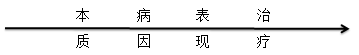 本 病 表 治
质 因 现 疗